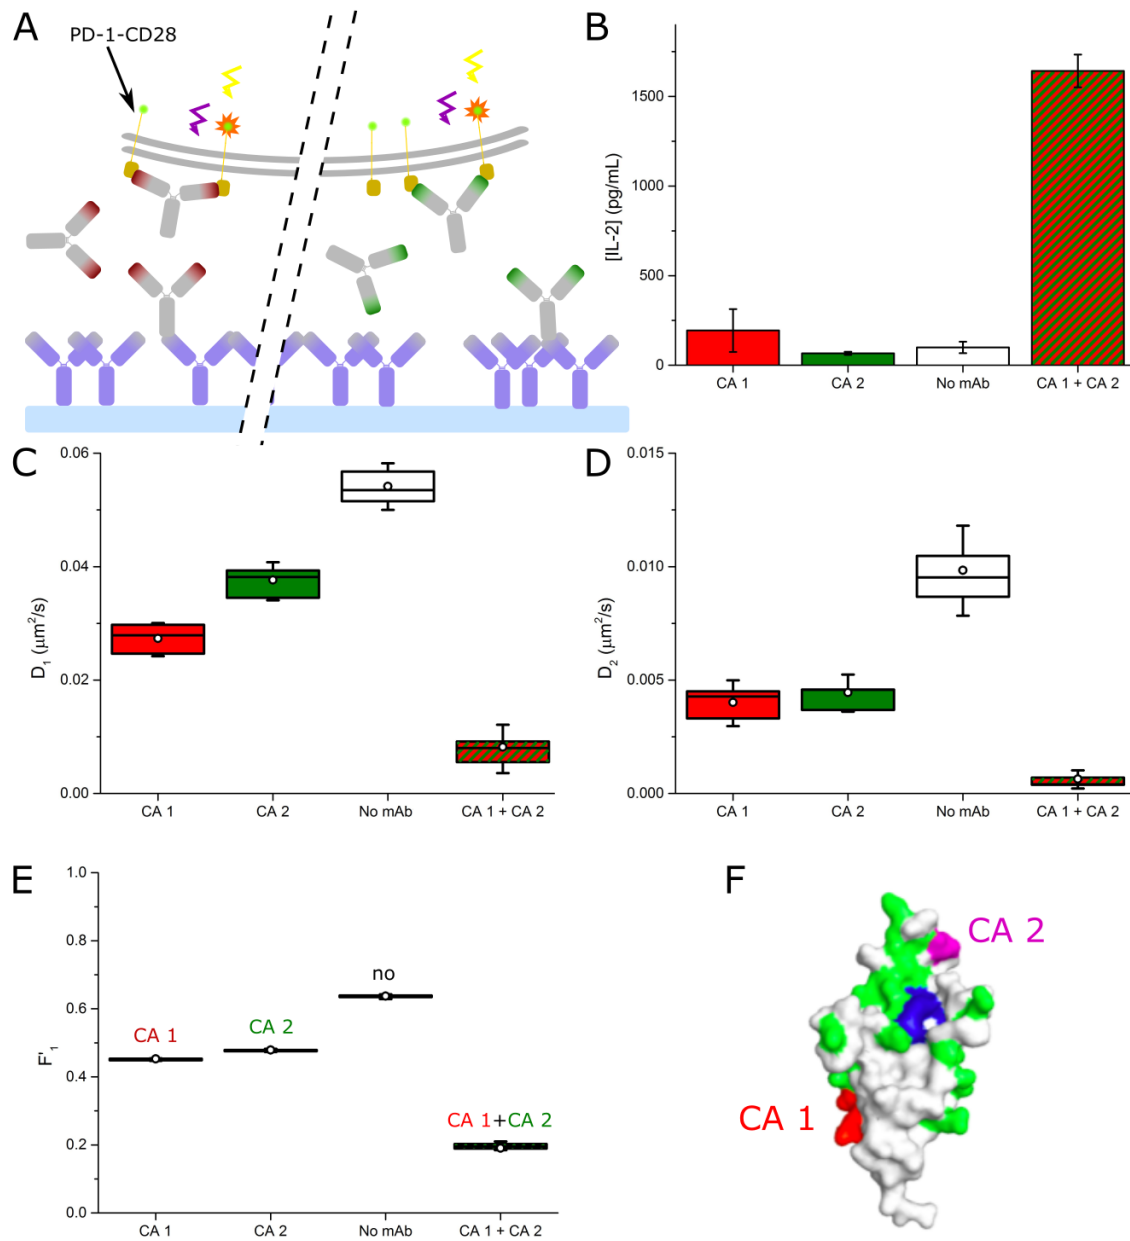 A
PD-1-CD28
B
[IL-2] (pg/mL)
1500
1000
500
0
CA 1
CA 2
No mAb
CA 1 + CA 2
C
D₁ (μm²/s)
0.06
0.04
0.02
0.00
CA 1
CA 2
No mAb
CA 1 + CA 2
D
D₂ (μm²/s)
0.015
0.010
0.005
0.000
CA 1
CA 2
No mAb
CA 1 + CA 2
E
F'₁
1.0
0.8
0.6
0.4
0.2
0.0
CA 1
CA 2
no
CA 1+CA 2
CA 1
CA 2
No mAb
CA 1 + CA 2
F
CA 2
CA 1